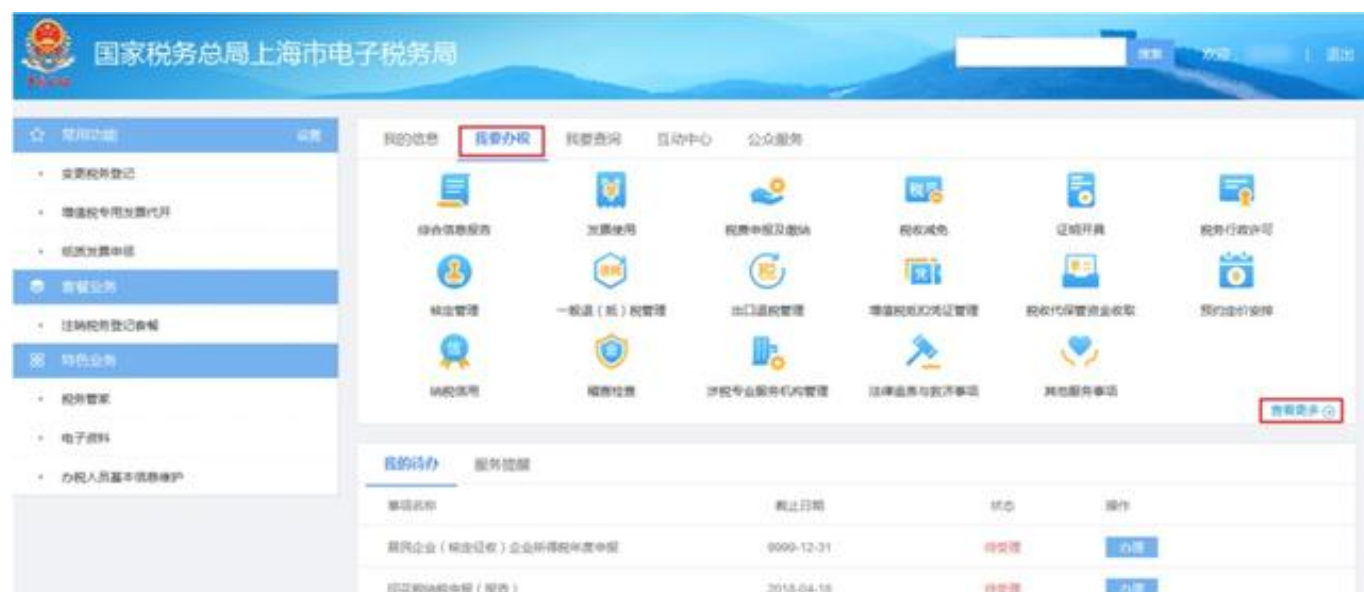 国家税务总局上海市电子税务局
搜索 欢迎 | 退出
常用功能 设置
变更税务登记
增值税专用发票代开
纸质发票申领
套餐业务
注销税务登记套餐
特色业务
税务管家
电子资料
办税人员基本信息维护
我的信息 我要办税 我要查询 互动中心 公众服务
综合信息报告 发票使用 税费申报及缴纳 税收减免 证明开具 税务行政许可
核定管理 一般退（抵）税管理 出口退税管理 增值税抵扣凭证管理 税收代保管资金收取 预约定价安排
纳税信用 稽查检查 涉税专业服务机构管理 法律追责与救济事项 其他服务事项
查看更多
我的待办 服务提醒
事项名称 截止日期 状态 操作
居民企业（核定征收）企业所得税年度申报 9999-12-31 待受理 办理
印花税纳税申报（报告） 2018-04-18 待受理 办理